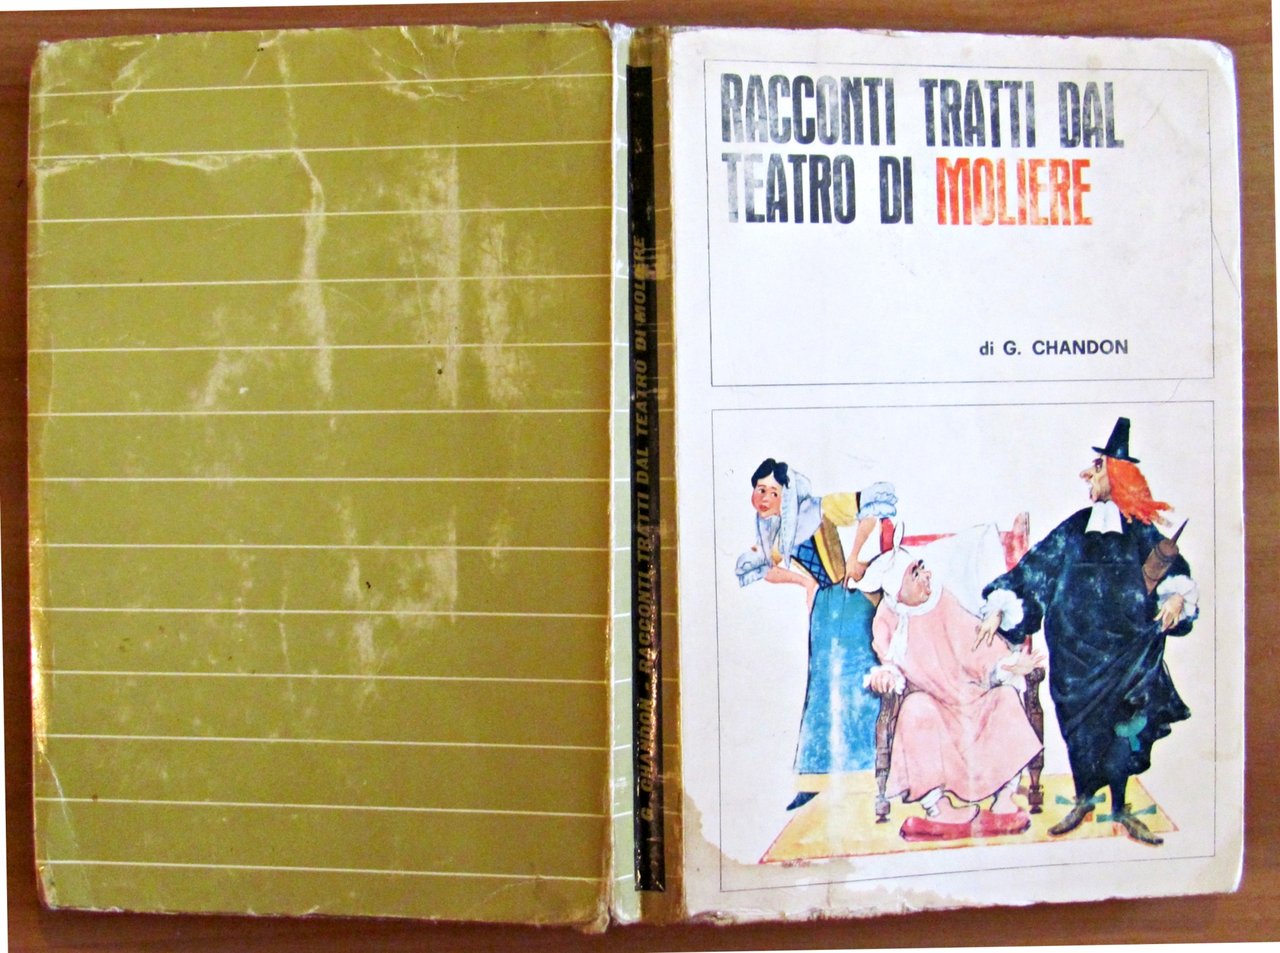 RACCONTI TRATTI DAL
TEATRO DI MOLIERE
di G. CHANDON
G. CHANDON - RACCONTI TRATTI DAL TEATRO DI MOLIERE